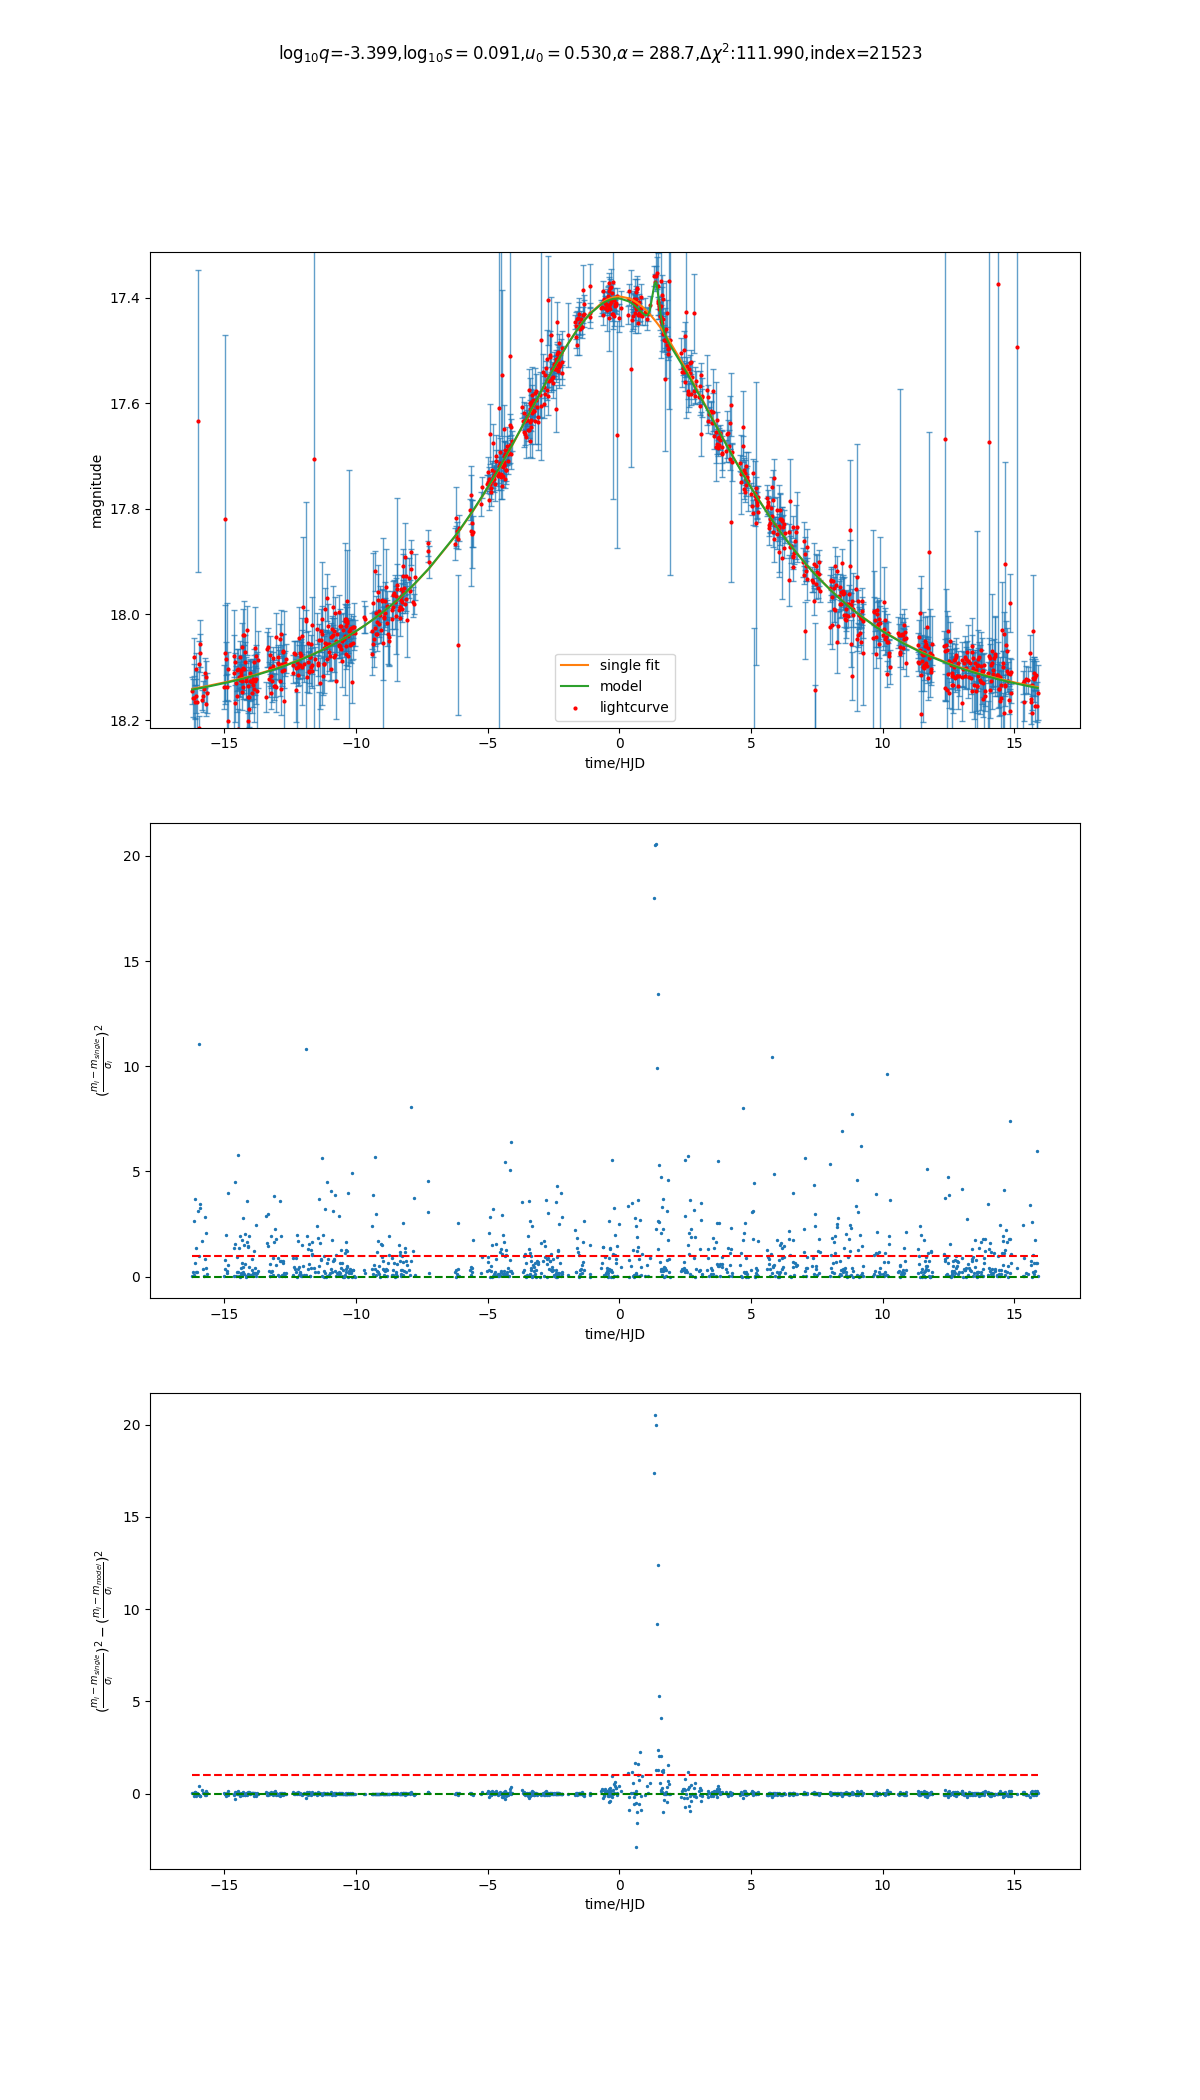 log₁₀q=-3.399,log₁₀s = 0.091,u₀ = 0.530,α = 288.7,Δχ²:111.990,index=21523
17.4
17.6
17.8
18.0
18.2
magnitude
single fit
model
lightcurve
−15 −10 −5 0 5 10 15
time/HJD
20
15
10
5
0
(mᵢ − m_single / σᵢ)²
−15 −10 −5 0 5 10 15
time/HJD
20
15
10
5
0
(mᵢ − m_single / σᵢ)² − (mᵢ − m_model / σᵢ)²
−15 −10 −5 0 5 10 15
time/HJD